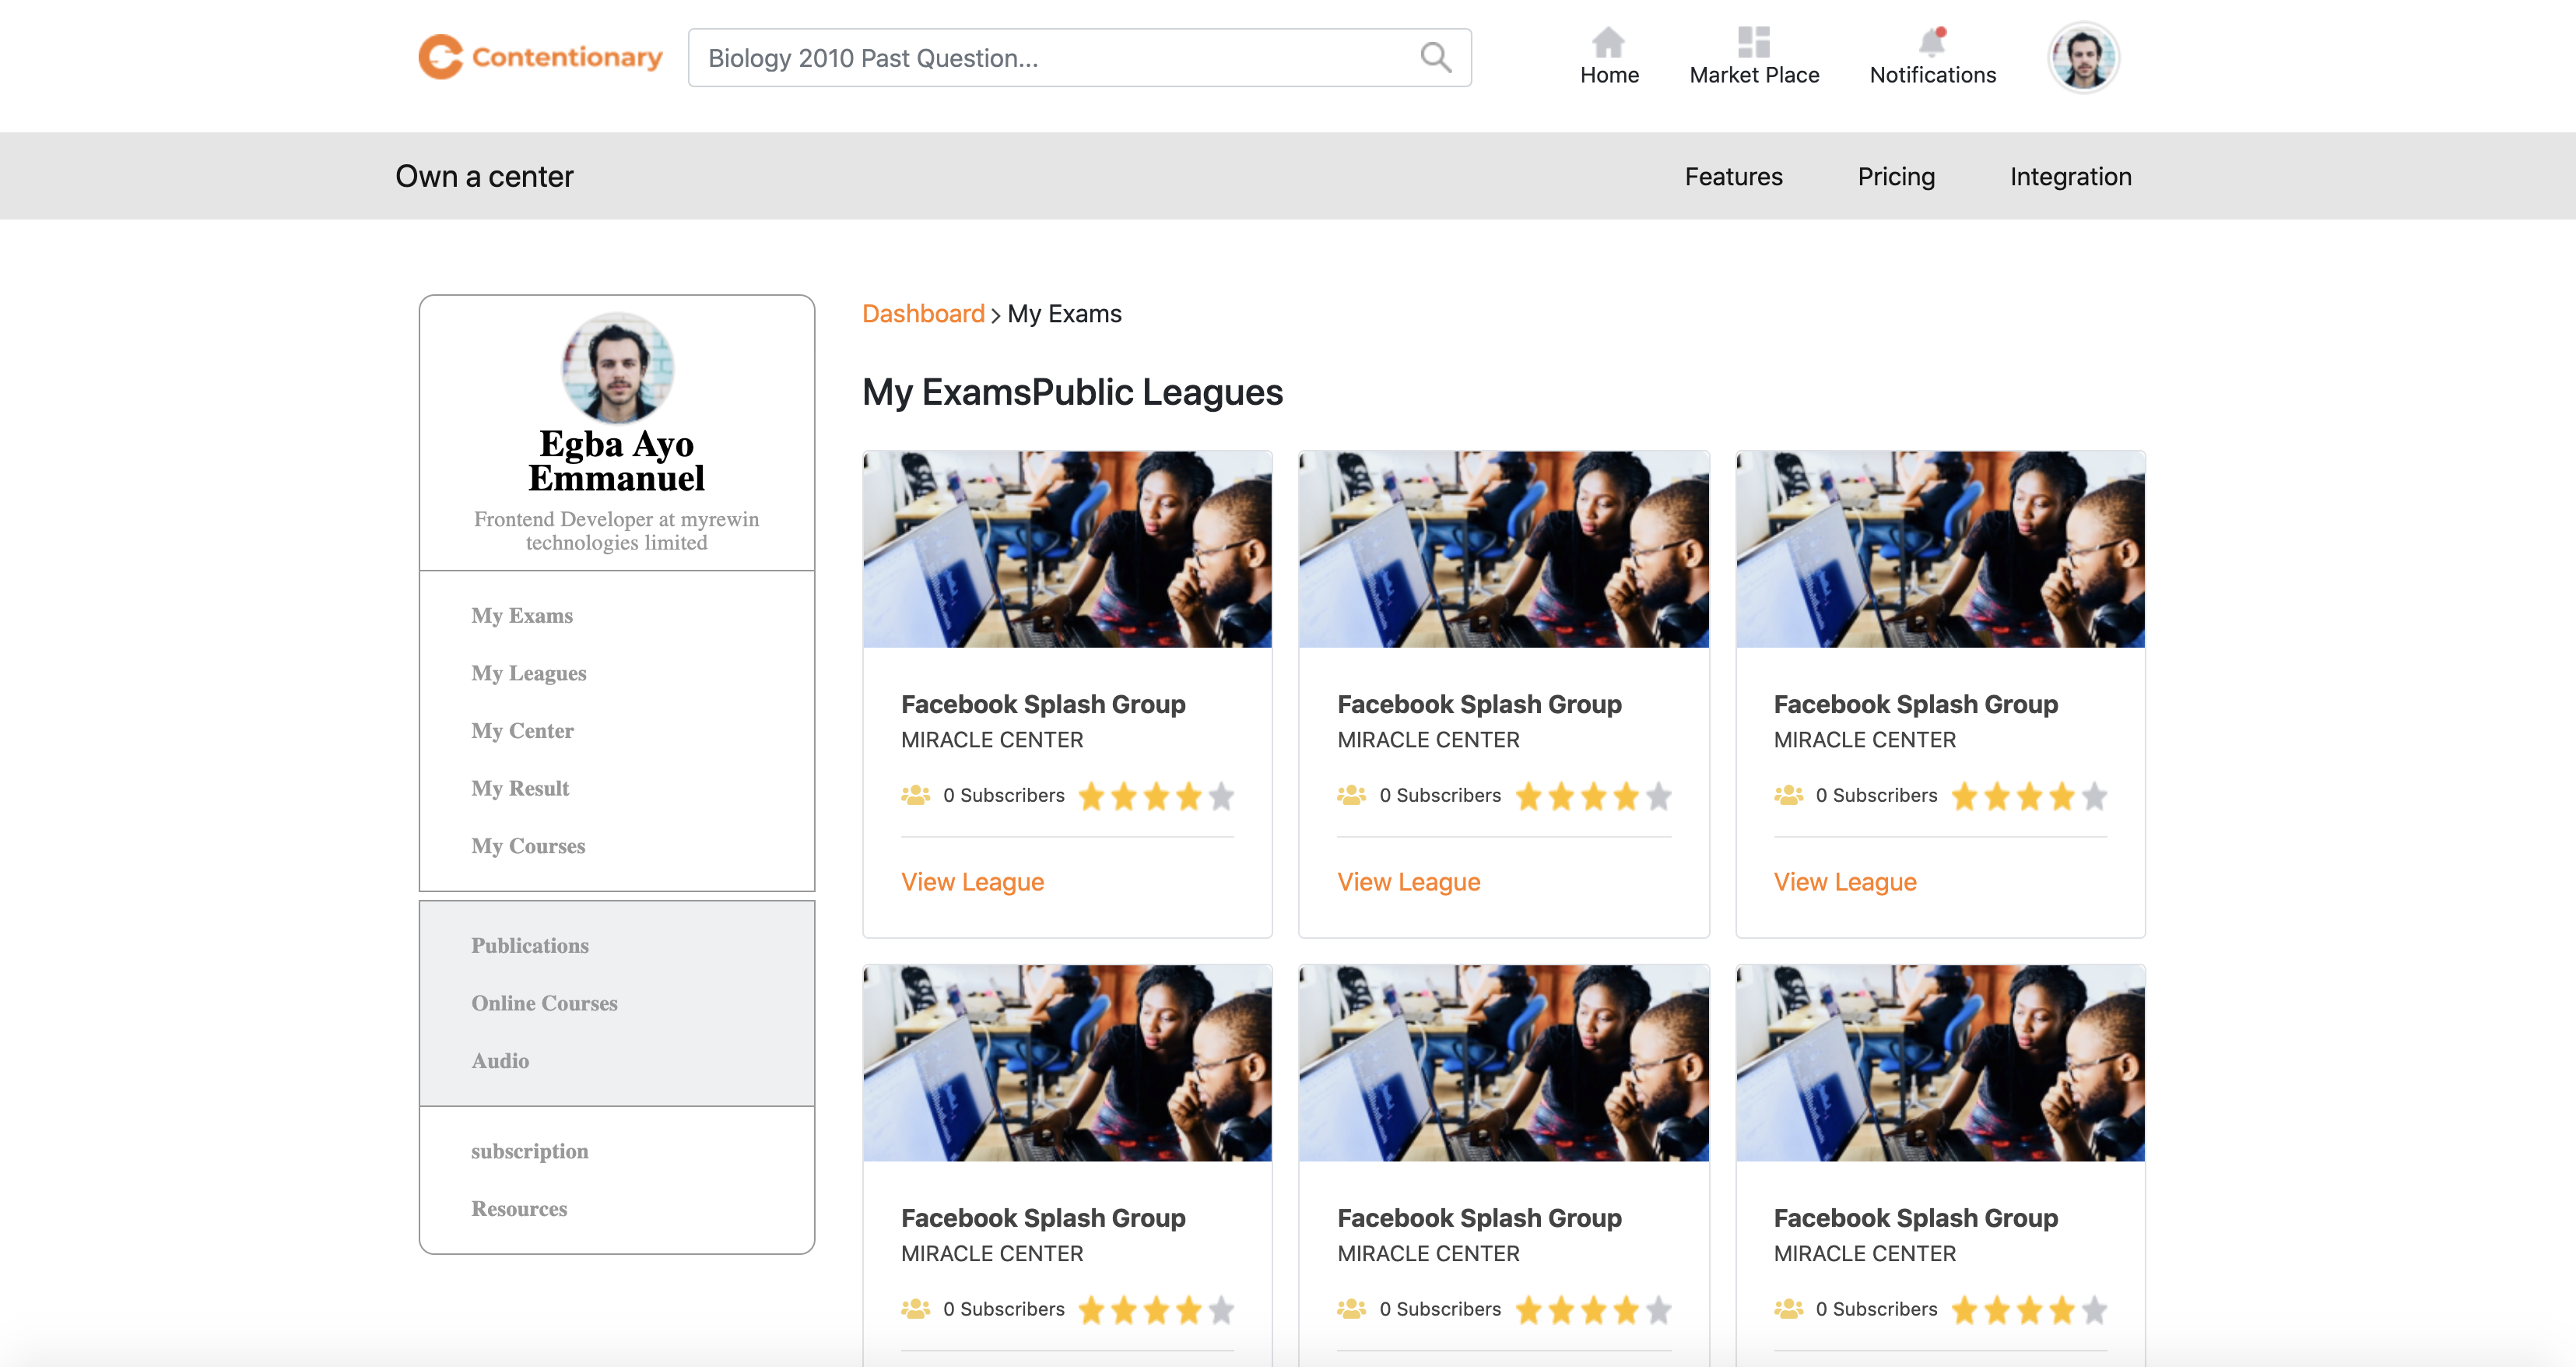 Contentionary
Biology 2010 Past Question...
Home
Market Place
Notifications
Own a center
Features
Pricing
Integration
Egba Ayo
Emmanuel
Frontend Developer at myrewin
technologies limited
My Exams
My Leagues
My Center
My Result
My Courses
Publications
Online Courses
Audio
subscription
Resources
Dashboard > My Exams
My ExamsPublic Leagues
Facebook Splash Group
MIRACLE CENTER
0 Subscribers
View League
Facebook Splash Group
MIRACLE CENTER
0 Subscribers
View League
Facebook Splash Group
MIRACLE CENTER
0 Subscribers
View League
Facebook Splash Group
MIRACLE CENTER
0 Subscribers
Facebook Splash Group
MIRACLE CENTER
0 Subscribers
Facebook Splash Group
MIRACLE CENTER
0 Subscribers